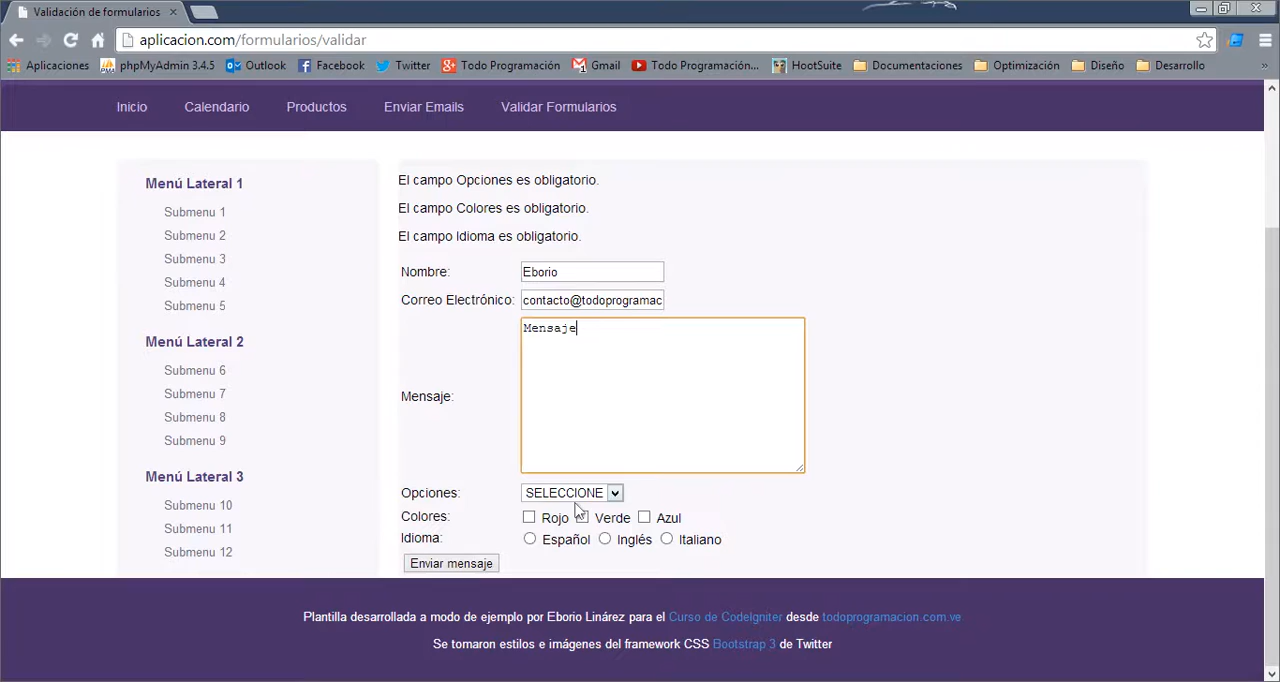 Validación de formularios
aplicacion.com/formularios/validar
Aplicaciones phpMyAdmin 3.4.5 Outlook Facebook Twitter Todo Programación Gmail Todo Programación... HootSuite Documentaciones Optimización Diseño Desarrollo »
Inicio Calendario Productos Enviar Emails Validar Formularios
Menú Lateral 1
Submenu 1
Submenu 2
Submenu 3
Submenu 4
Submenu 5
Menú Lateral 2
Submenu 6
Submenu 7
Submenu 8
Submenu 9
Menú Lateral 3
Submenu 10
Submenu 11
Submenu 12
El campo Opciones es obligatorio.
El campo Colores es obligatorio.
El campo Idioma es obligatorio.
Nombre: Eborio
Correo Electrónico: contacto@todoprogramac
Mensaje: Mensaje
Opciones: SELECCIONE
Colores: Rojo Verde Azul
Idioma: Español Inglés Italiano
Enviar mensaje
Plantilla desarrollada a modo de ejemplo por Eborio Linárez para el Curso de CodeIgniter desde todoprogramacion.com.ve
Se tomaron estilos e imágenes del framework CSS Bootstrap 3 de Twitter